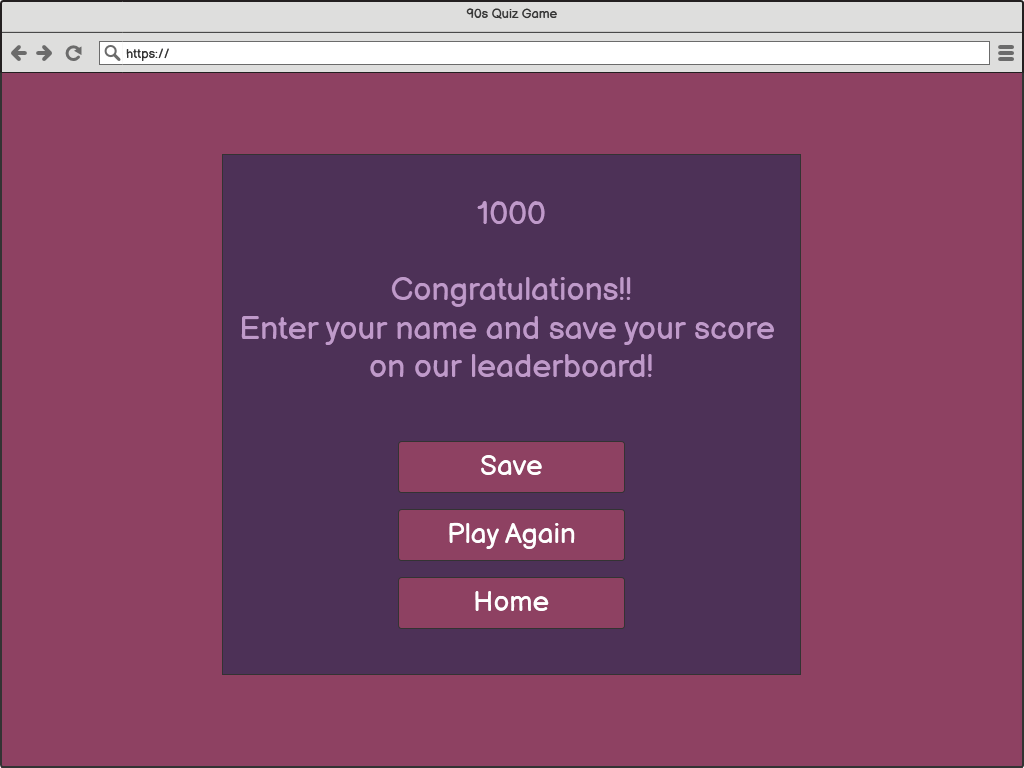 90s Quiz Game
https://
1000
Congratulations!!
Enter your name and save your score
on our leaderboard!
Save
Play Again
Home